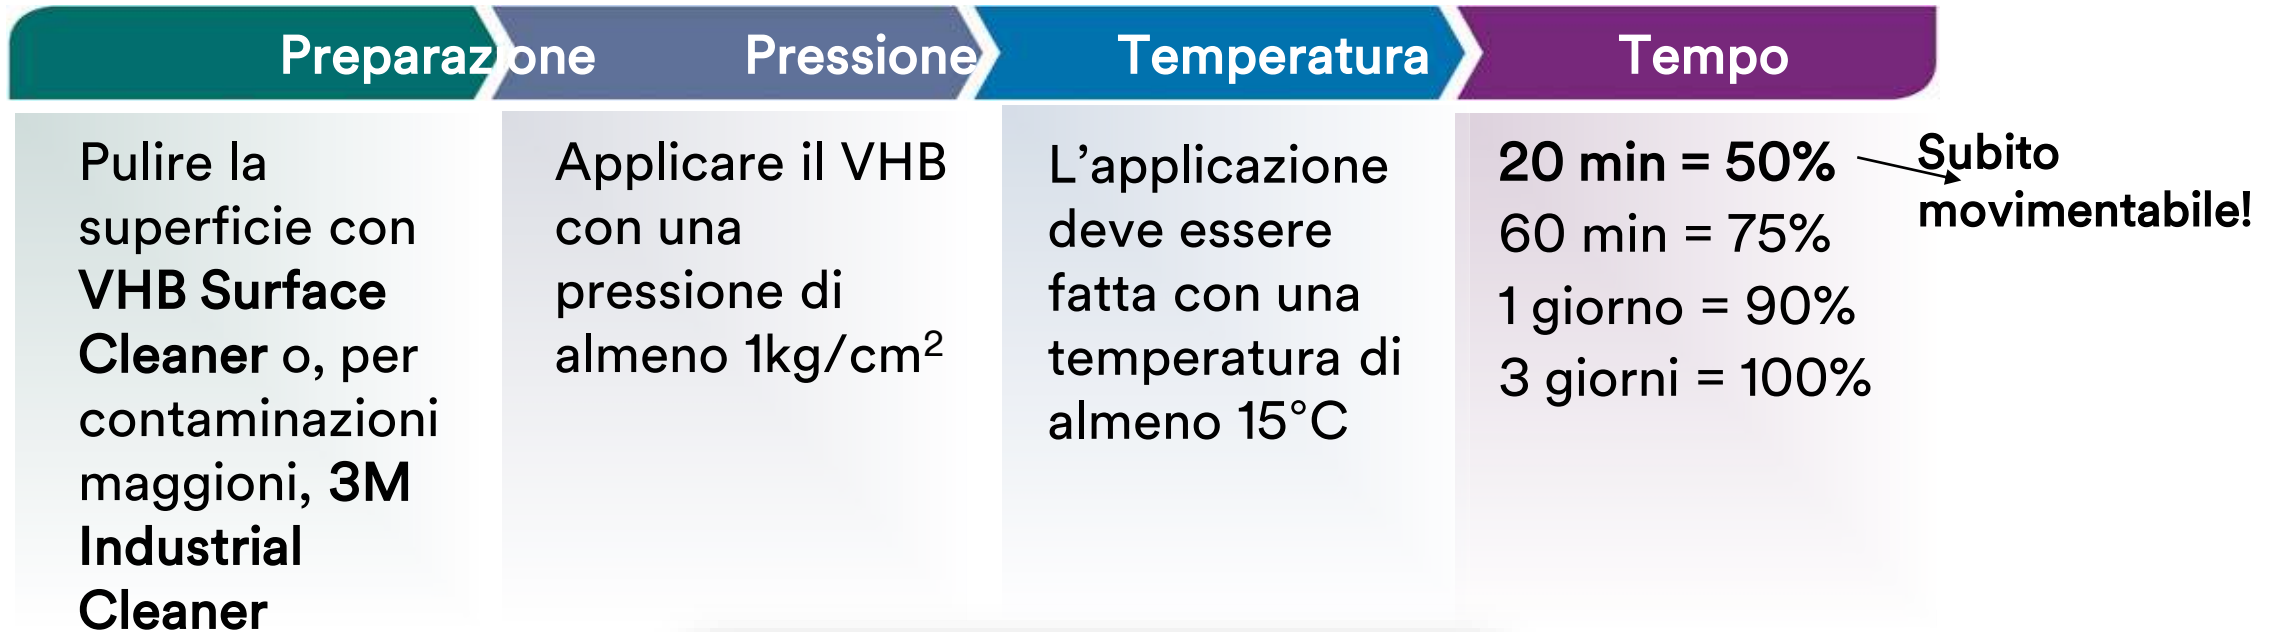 Preparazione
Pressione
Temperatura
Tempo
Pulire la
superficie con
VHB Surface
Cleaner o, per
contaminazioni
maggioni, 3M
Industrial
Cleaner
Applicare il VHB
con una
pressione di
almeno 1kg/cm²
L'applicazione
deve essere
fatta con una
temperatura di
almeno 15°C
20 min = 50%
60 min = 75%
1 giorno = 90%
3 giorni = 100%
Subito
movimentabile!